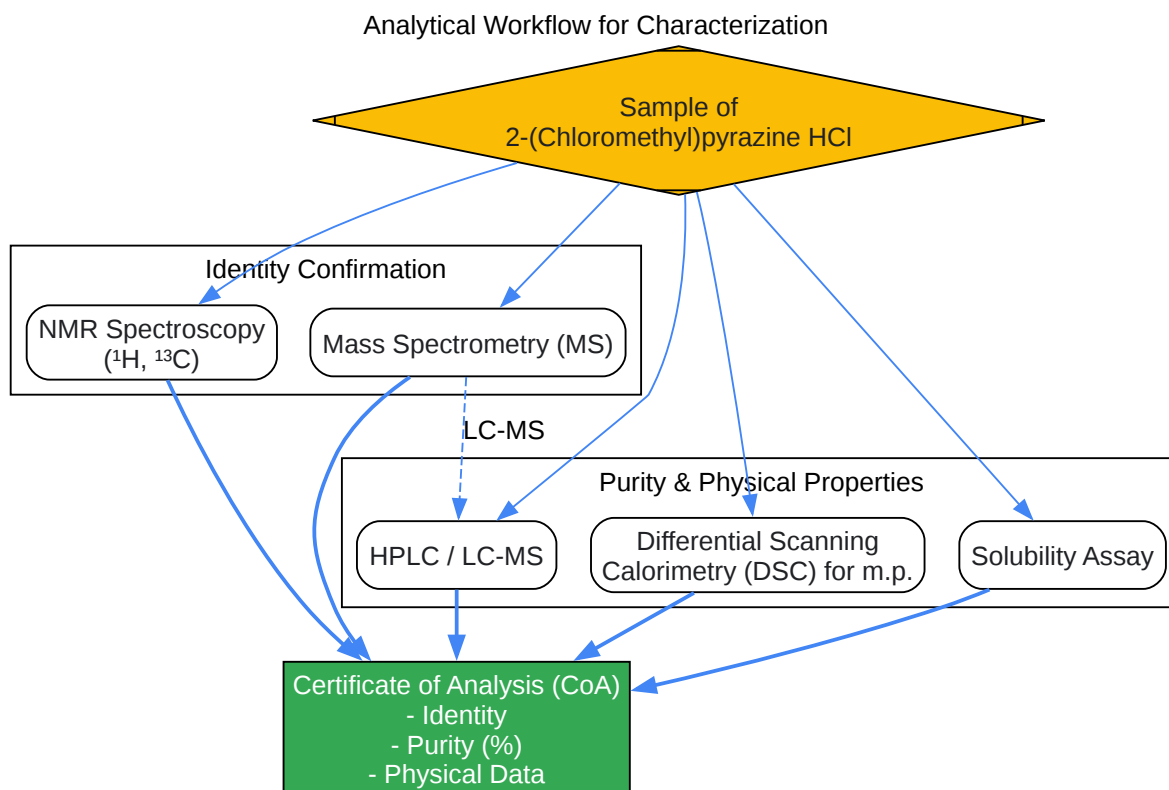 Analytical Workflow for Characterization
Sample of
2-(Chloromethyl)pyrazine HCl
Identity Confirmation
NMR Spectroscopy
(¹H, ¹³C)
Mass Spectrometry (MS)
LC-MS
Purity & Physical Properties
HPLC / LC-MS
Differential Scanning
Calorimetry (DSC) for m.p.
Solubility Assay
Certificate of Analysis (CoA)
- Identity
- Purity (%)
- Physical Data